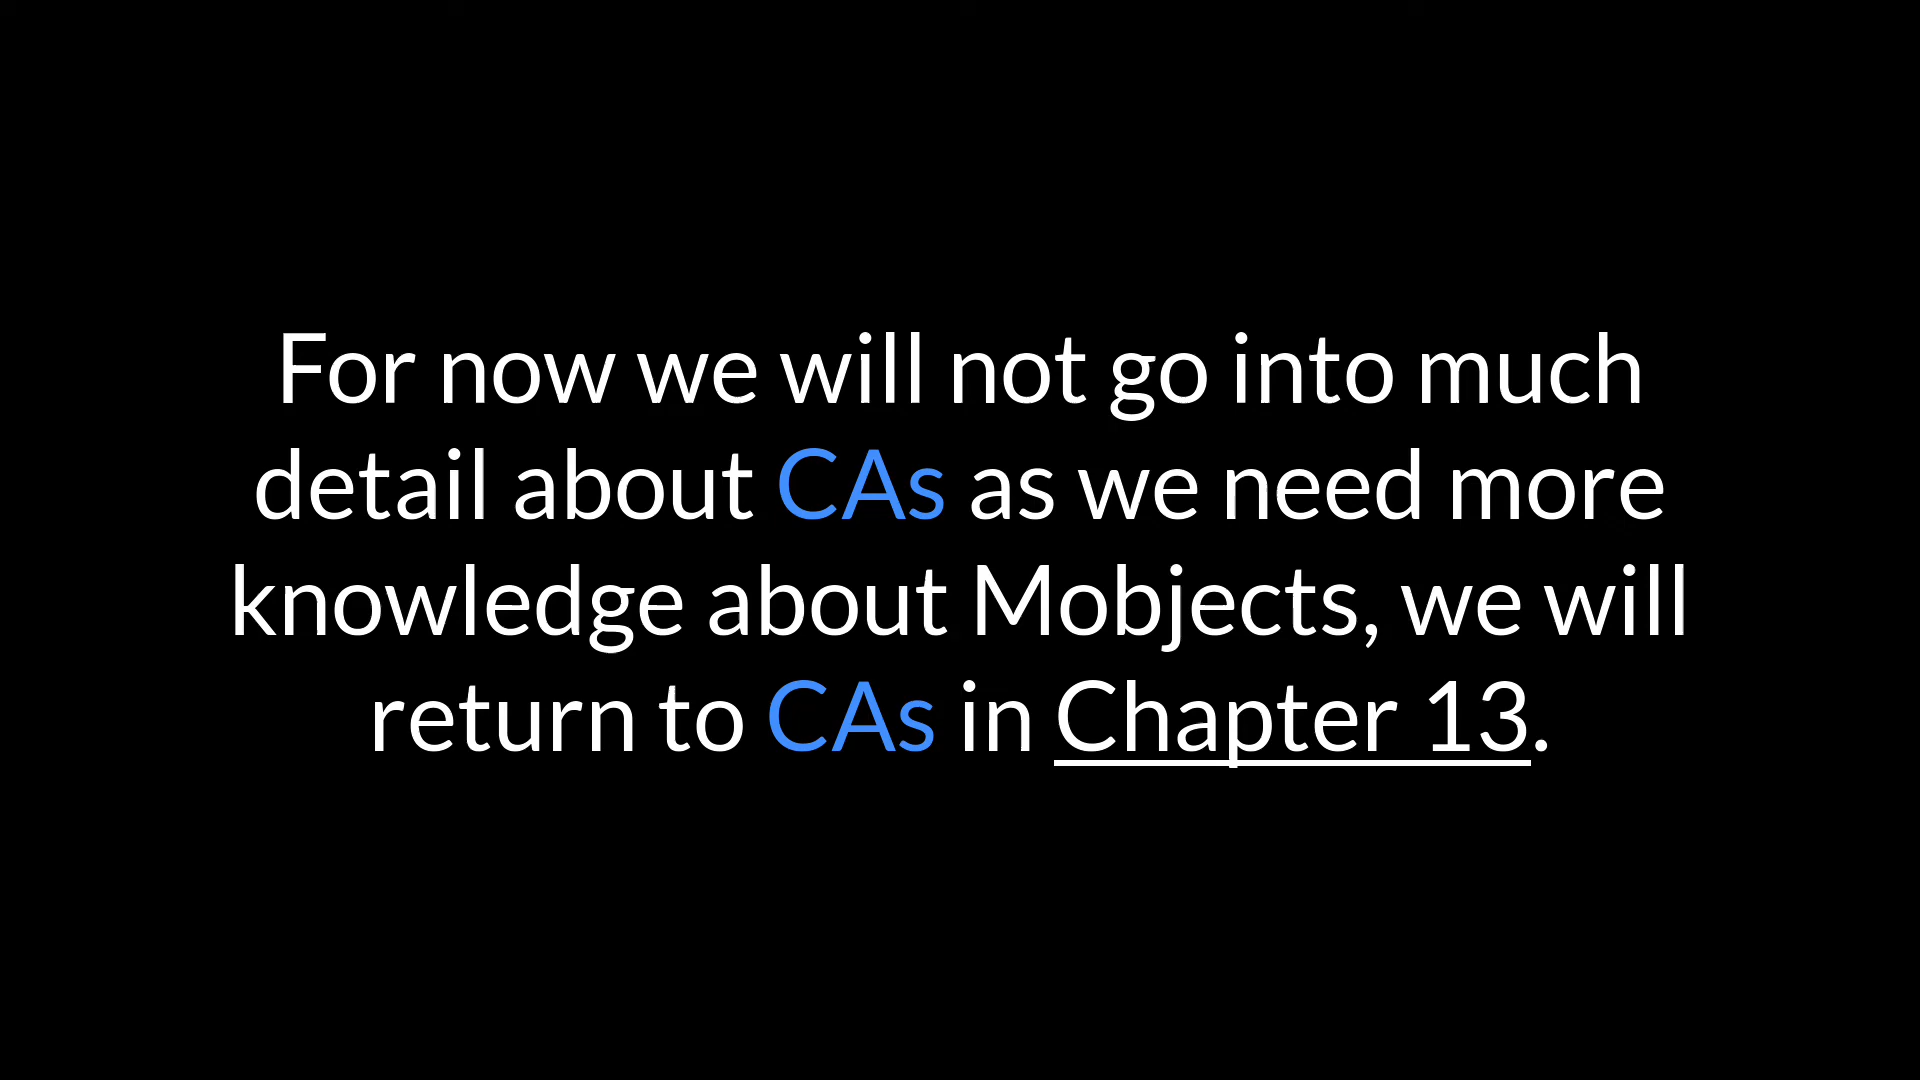 For now we will not go into much
detail about CAs as we need more
knowledge about Mobjects, we will
return to CAs in Chapter 13.